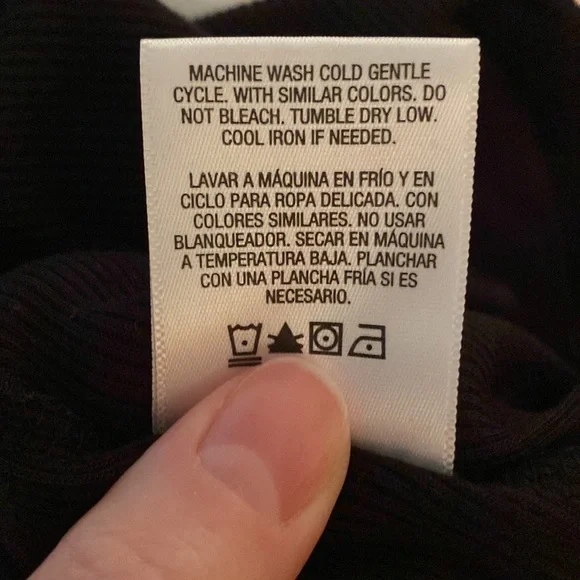 MACHINE WASH COLD GENTLE
CYCLE. WITH SIMILAR COLORS. DO
NOT BLEACH. TUMBLE DRY LOW.
COOL IRON IF NEEDED.
LAVAR A MÁQUINA EN FRÍO Y EN
CICLO PARA ROPA DELICADA. CON
COLORES SIMILARES. NO USAR
BLANQUEADOR. SECAR EN MÁQUINA
A TEMPERATURA BAJA. PLANCHAR
CON UNA PLANCHA FRÍA SI ES
NECESARIO.